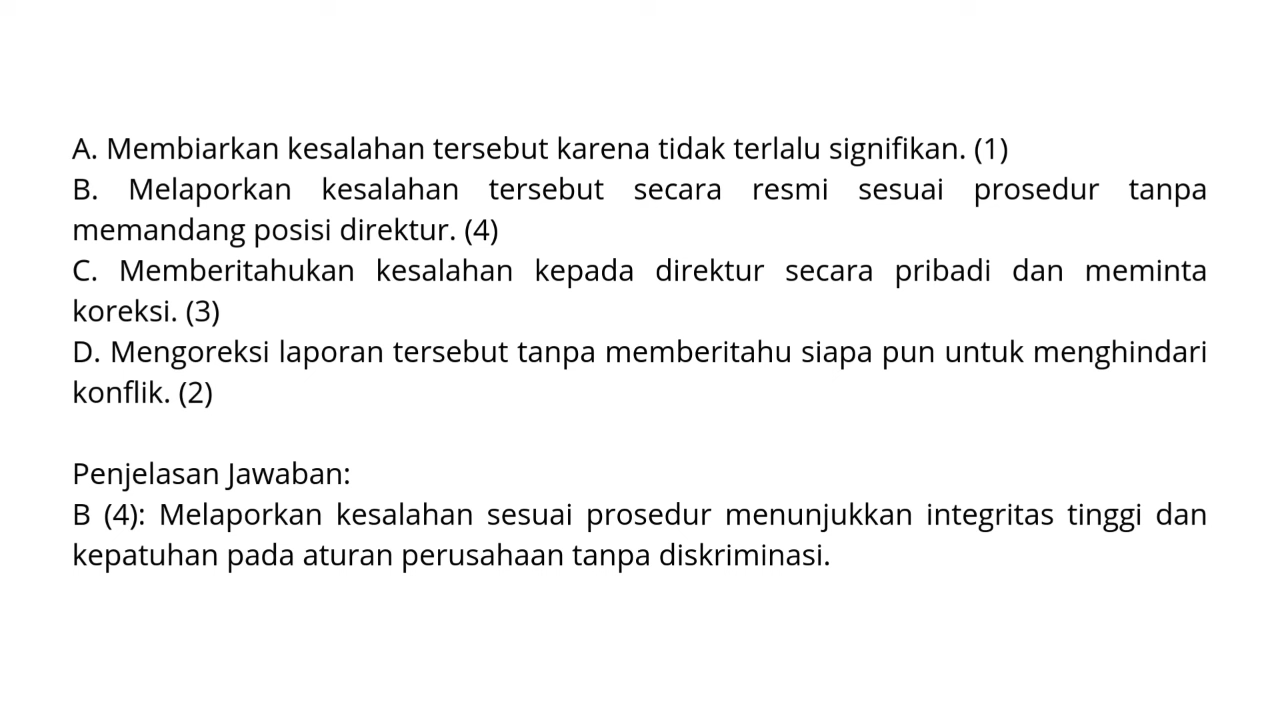 A. Membiarkan kesalahan tersebut karena tidak terlalu signifikan. (1)
B. Melaporkan kesalahan tersebut secara resmi sesuai prosedur tanpa
memandang posisi direktur. (4)
C. Memberitahukan kesalahan kepada direktur secara pribadi dan meminta
koreksi. (3)
D. Mengoreksi laporan tersebut tanpa memberitahu siapa pun untuk menghindari
konflik. (2)
Penjelasan Jawaban:
B (4): Melaporkan kesalahan sesuai prosedur menunjukkan integritas tinggi dan
kepatuhan pada aturan perusahaan tanpa diskriminasi.